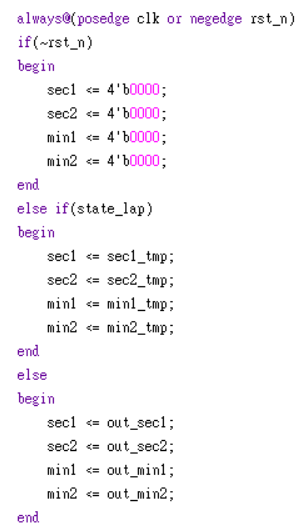 always@(posedge clk or negedge rst_n)
if(~rst_n)
begin
    sec1 <= 4'b0000;
    sec2 <= 4'b0000;
    min1 <= 4'b0000;
    min2 <= 4'b0000;
end
else if(state_lap)
begin
    sec1 <= sec1_tmp;
    sec2 <= sec2_tmp;
    min1 <= min1_tmp;
    min2 <= min2_tmp;
end
else
begin
    sec1 <= out_sec1;
    sec2 <= out_sec2;
    min1 <= out_min1;
    min2 <= out_min2;
end